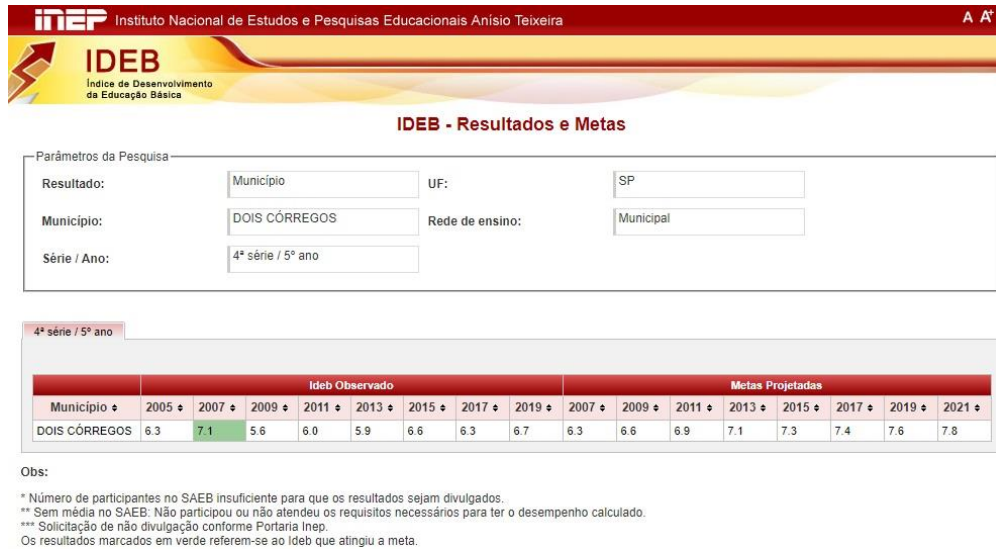 inep Instituto Nacional de Estudos e Pesquisas Educacionais Anísio Teixeira A A+
IDEB
Índice de Desenvolvimento
da Educação Básica
IDEB - Resultados e Metas
Parâmetros da Pesquisa
Resultado: Município UF: SP
Município: DOIS CÓRREGOS Rede de ensino: Municipal
Série / Ano: 4ª série / 5º ano
4ª série / 5º ano
Ideb Observado Metas Projetadas
Município 2005 2007 2009 2011 2013 2015 2017 2019 2007 2009 2011 2013 2015 2017 2019 2021
DOIS CÓRREGOS 6.3 7.1 5.6 6.0 5.9 6.6 6.3 6.7 6.3 6.6 6.9 7.1 7.3 7.4 7.6 7.8
Obs:
* Número de participantes no SAEB insuficiente para que os resultados sejam divulgados.
** Sem média no SAEB: Não participou ou não atendeu os requisitos necessários para ter o desempenho calculado.
*** Solicitação de não divulgação conforme Portaria Inep.
Os resultados marcados em verde referem-se ao Ideb que atingiu a meta.